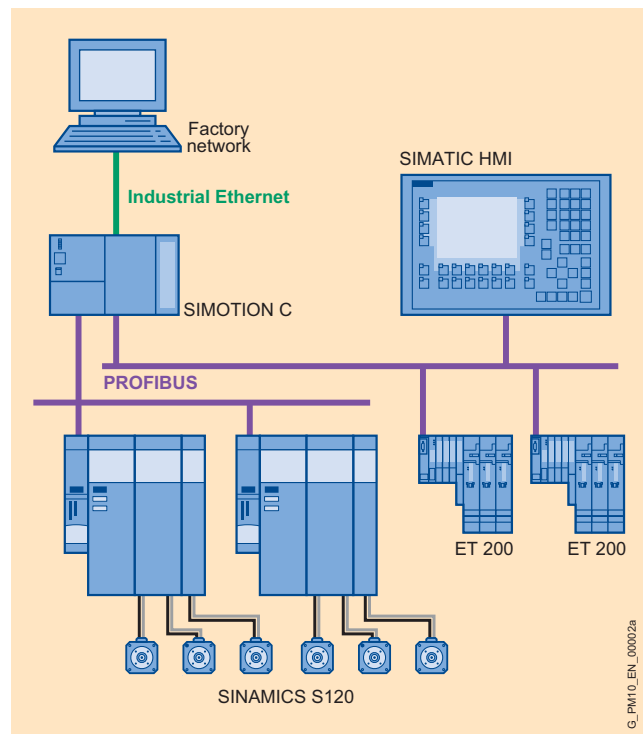 Factory
network
SIMATIC HMI
Industrial Ethernet
SIMOTION C
PROFIBUS
ET 200
ET 200
SINAMICS S120
G_PM10_EN_00002a